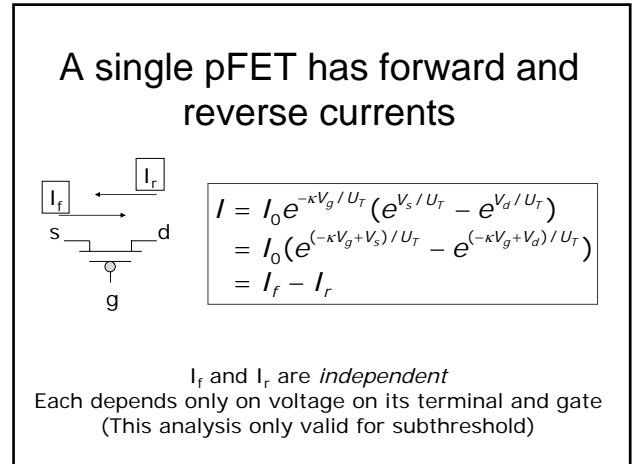 A single pFET has forward and
reverse currents
I_r
I_f
s d
g
I = I_0 e^{-κV_g / U_T} (e^{V_s / U_T} − e^{V_d / U_T})
= I_0 (e^{(-κV_g+V_s) / U_T} − e^{(-κV_g+V_d) / U_T})
= I_f − I_r
I_f and I_r are independent
Each depends only on voltage on its terminal and gate
(This analysis only valid for subthreshold)